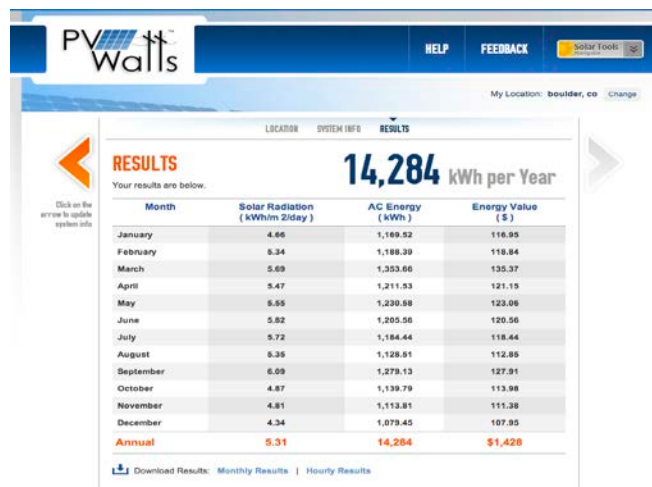 PV Watts
HELP FEEDBACK Solar Tools
My Location: boulder, co Change
LOCATION SYSTEM INFO RESULTS
RESULTS 14,284 kWh per Year
Your results are below.
Click on the
arrow to update
system info
Month Solar Radiation AC Energy Energy Value
( kWh/m 2/day ) ( kWh ) ( $ )
January 4.66 1,169.52 116.95
February 5.34 1,188.39 118.84
March 5.69 1,353.66 135.37
April 5.47 1,211.53 121.15
May 5.55 1,230.58 123.06
June 5.62 1,205.56 120.56
July 5.72 1,184.44 118.44
August 5.35 1,128.51 112.85
September 6.09 1,279.13 127.91
October 4.87 1,139.79 113.98
November 4.81 1,113.81 111.38
December 4.34 1,079.45 107.95
Annual 5.31 14,284 $1,428
Download Results: Monthly Results | Hourly Results